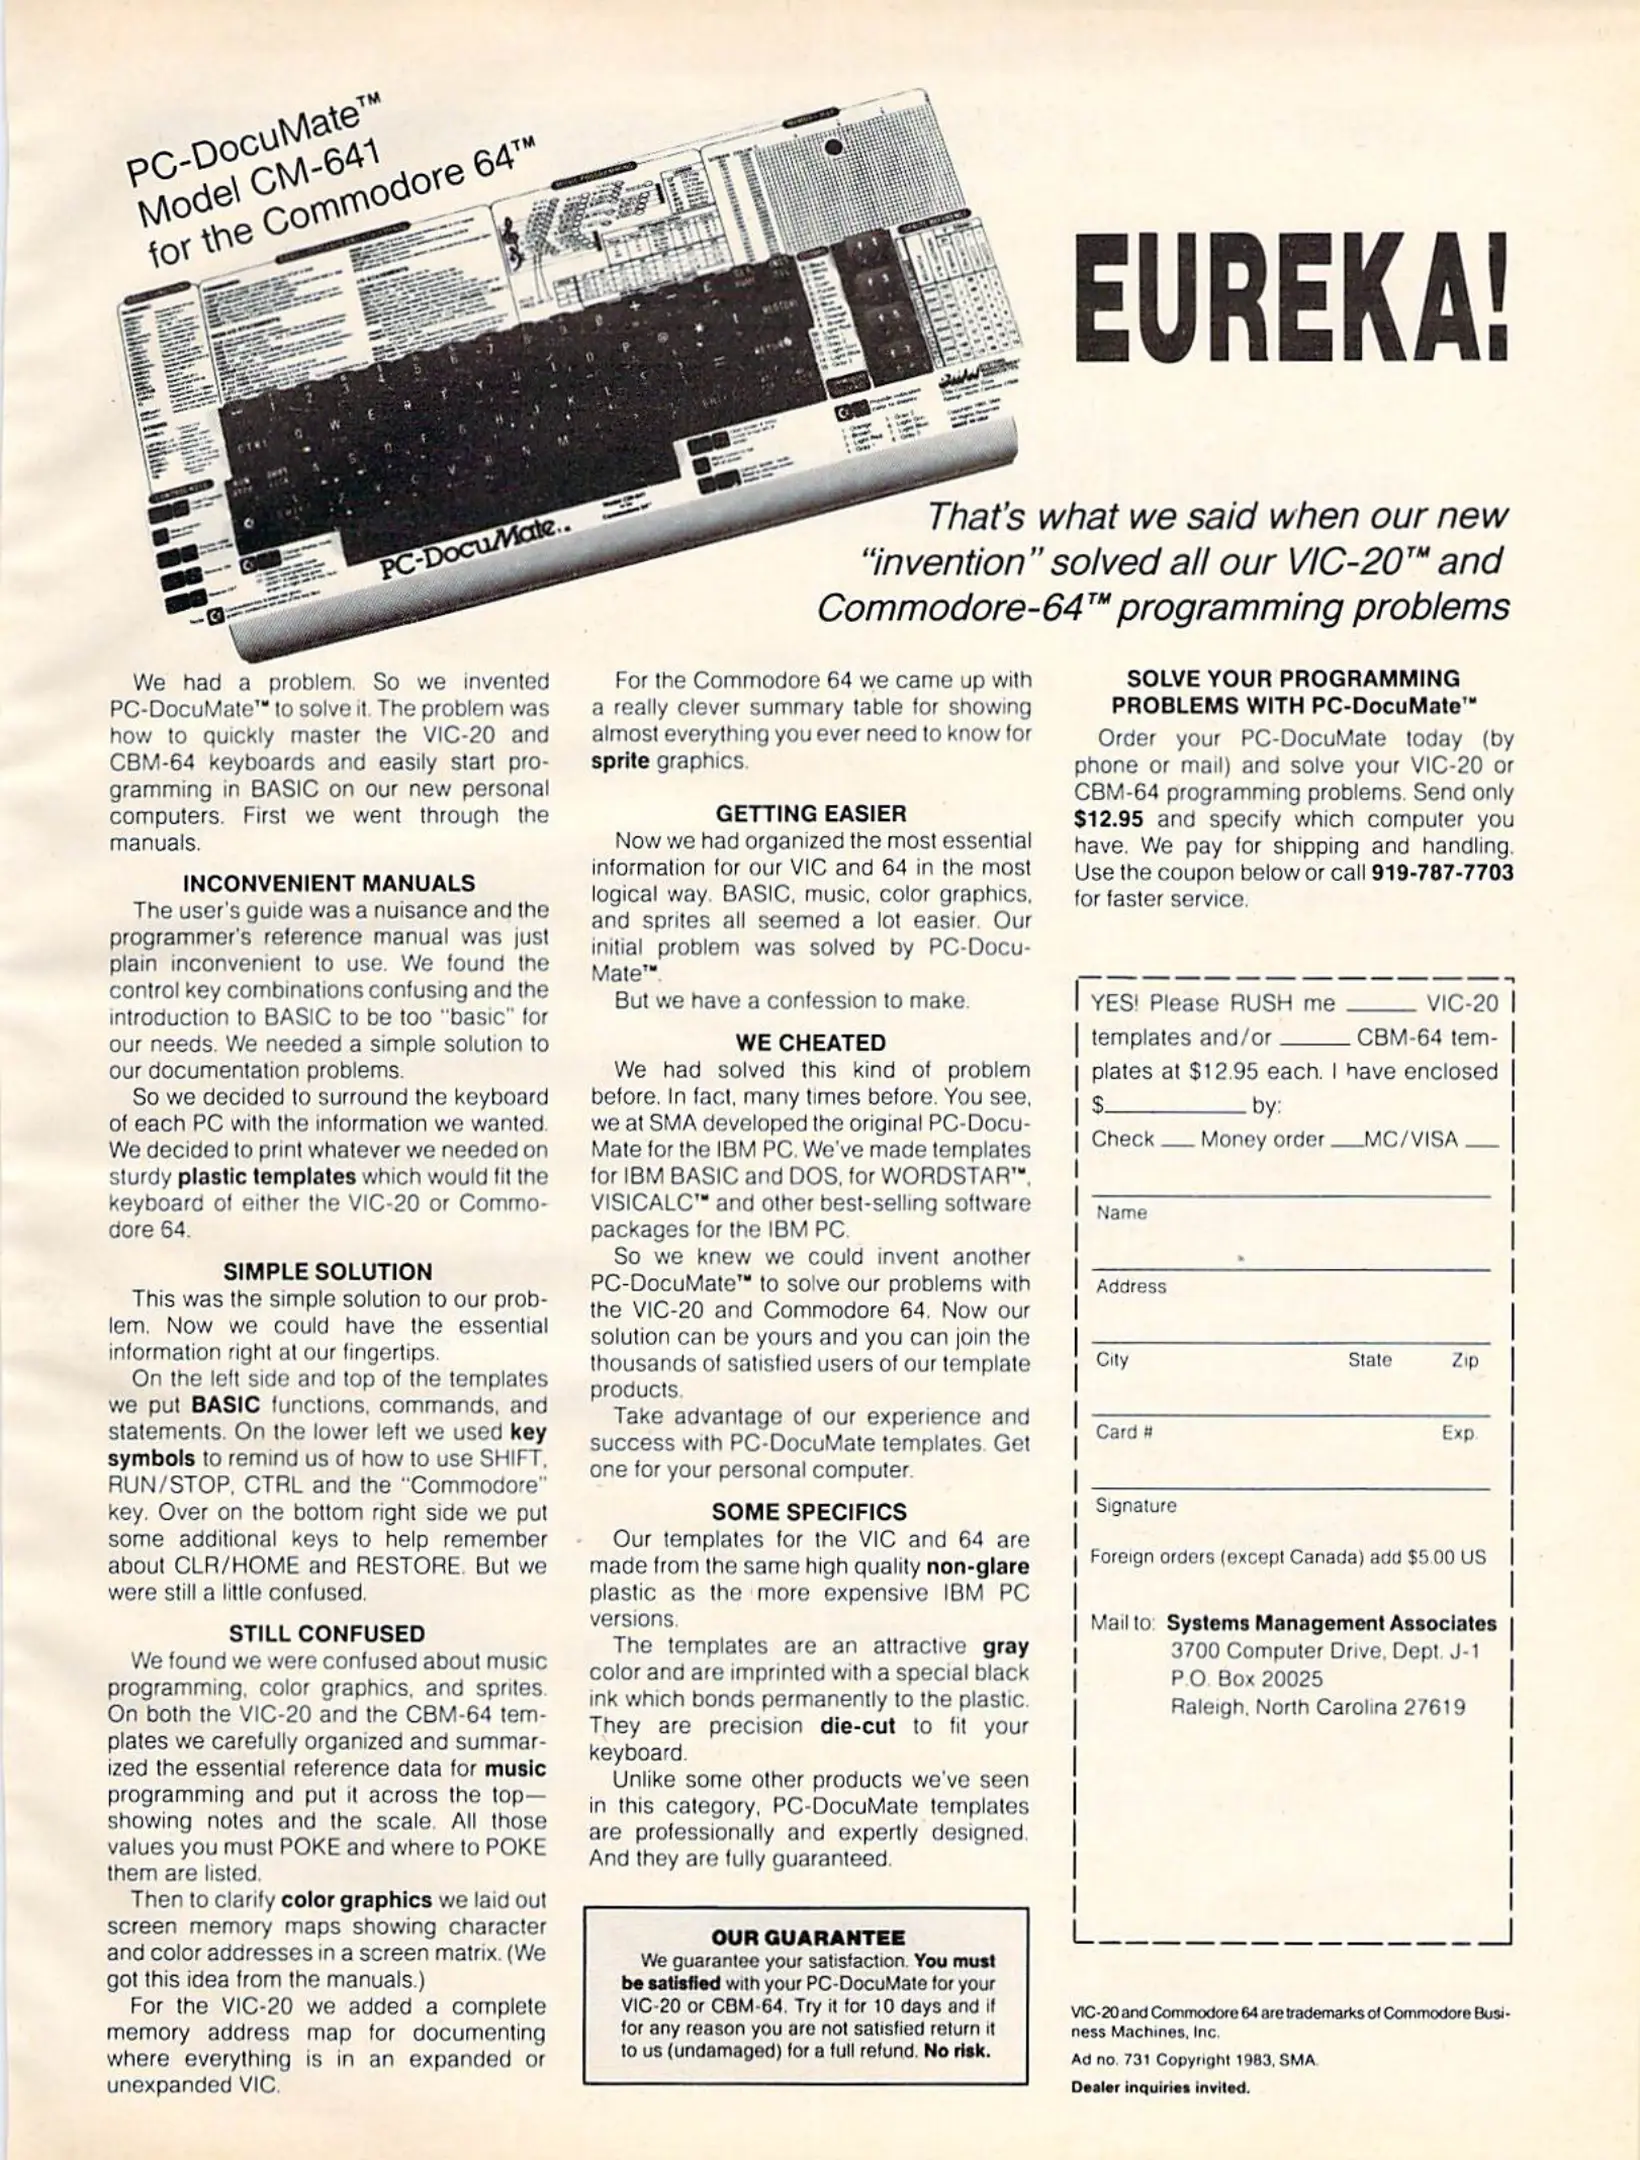 PC-DocuMate™
Model CM-641
for the Commodore 64™
PC-DocuMate™
EUREKA!
That's what we said when our new
"invention" solved all our VIC-20™ and
Commodore-64™ programming problems
We had a problem. So we invented
PC-DocuMate™ to solve it. The problem was
how to quickly master the VIC-20 and
CBM-64 keyboards and easily start pro-
gramming in BASIC on our new personal
computers. First we went through the
manuals.
INCONVENIENT MANUALS
The user's guide was a nuisance and the
programmer's reference manual was just
plain inconvenient to use. We found the
control key combinations confusing and the
introduction to BASIC to be too "basic" for
our needs. We needed a simple solution to
our documentation problems.
So we decided to surround the keyboard
of each PC with the information we wanted.
We decided to print whatever we needed on
sturdy plastic templates which would fit the
keyboard of either the VIC-20 or Commo-
dore 64.
SIMPLE SOLUTION
This was the simple solution to our prob-
lem. Now we could have the essential
information right at our fingertips.
On the left side and top of the templates
we put BASIC functions, commands, and
statements. On the lower left we used key
symbols to remind us of how to use SHIFT,
RUN/STOP, CTRL and the "Commodore"
key. Over on the bottom right side we put
some additional keys to help remember
about CLR/HOME and RESTORE. But we
were still a little confused.
STILL CONFUSED
We found we were confused about music
programming, color graphics, and sprites.
On both the VIC-20 and the CBM-64 tem-
plates we carefully organized and summar-
ized the essential reference data for music
programming and put it across the top—
showing notes and the scale. All those
values you must POKE and where to POKE
them are listed.
Then to clarify color graphics we laid out
screen memory maps showing character
and color addresses in a screen matrix. (We
got this idea from the manuals.)
For the VIC-20 we added a complete
memory address map for documenting
where everything is in an expanded or
unexpanded VIC.
For the Commodore 64 we came up with
a really clever summary table for showing
almost everything you ever need to know for
sprite graphics.
GETTING EASIER
Now we had organized the most essential
information for our VIC and 64 in the most
logical way. BASIC, music, color graphics,
and sprites all seemed a lot easier. Our
initial problem was solved by PC-Docu-
Mate™.
But we have a confession to make.
WE CHEATED
We had solved this kind of problem
before. In fact, many times before. You see,
we at SMA developed the original PC-Docu-
Mate for the IBM PC. We've made templates
for IBM BASIC and DOS, for WORDSTAR™,
VISICALC™ and other best-selling software
packages for the IBM PC.
So we knew we could invent another
PC-DocuMate™ to solve our problems with
the VIC-20 and Commodore 64. Now our
solution can be yours and you can join the
thousands of satisfied users of our template
products.
Take advantage of our experience and
success with PC-DocuMate templates. Get
one for your personal computer.
SOME SPECIFICS
Our templates for the VIC and 64 are
made from the same high quality non-glare
plastic as the more expensive IBM PC
versions.
The templates are an attractive gray
color and are imprinted with a special black
ink which bonds permanently to the plastic.
They are precision die-cut to fit your
keyboard.
Unlike some other products we've seen
in this category, PC-DocuMate templates
are professionally and expertly designed.
And they are fully guaranteed.
OUR GUARANTEE
We guarantee your satisfaction. You must
be satisfied with your PC-DocuMate for your
VIC-20 or CBM-64. Try it for 10 days and if
for any reason you are not satisfied return it
to us (undamaged) for a full refund. No risk.
SOLVE YOUR PROGRAMMING
PROBLEMS WITH PC-DocuMate™
Order your PC-DocuMate today (by
phone or mail) and solve your VIC-20 or
CBM-64 programming problems. Send only
$12.95 and specify which computer you
have. We pay for shipping and handling.
Use the coupon below or call 919-787-7703
for faster service.
YES! Please RUSH me ____ VIC-20
templates and/or ____ CBM-64 tem-
plates at $12.95 each. I have enclosed
$________ by:
Check __ Money order __ MC/VISA __
Name
Address
City State Zip
Card # Exp.
Signature
Foreign orders (except Canada) add $5.00 US
Mail to: Systems Management Associates
3700 Computer Drive, Dept. J-1
P.O. Box 20025
Raleigh, North Carolina 27619
VIC-20 and Commodore 64 are trademarks of Commodore Busi-
ness Machines, Inc.
Ad no. 731 Copyright 1983, SMA.
Dealer inquiries invited.